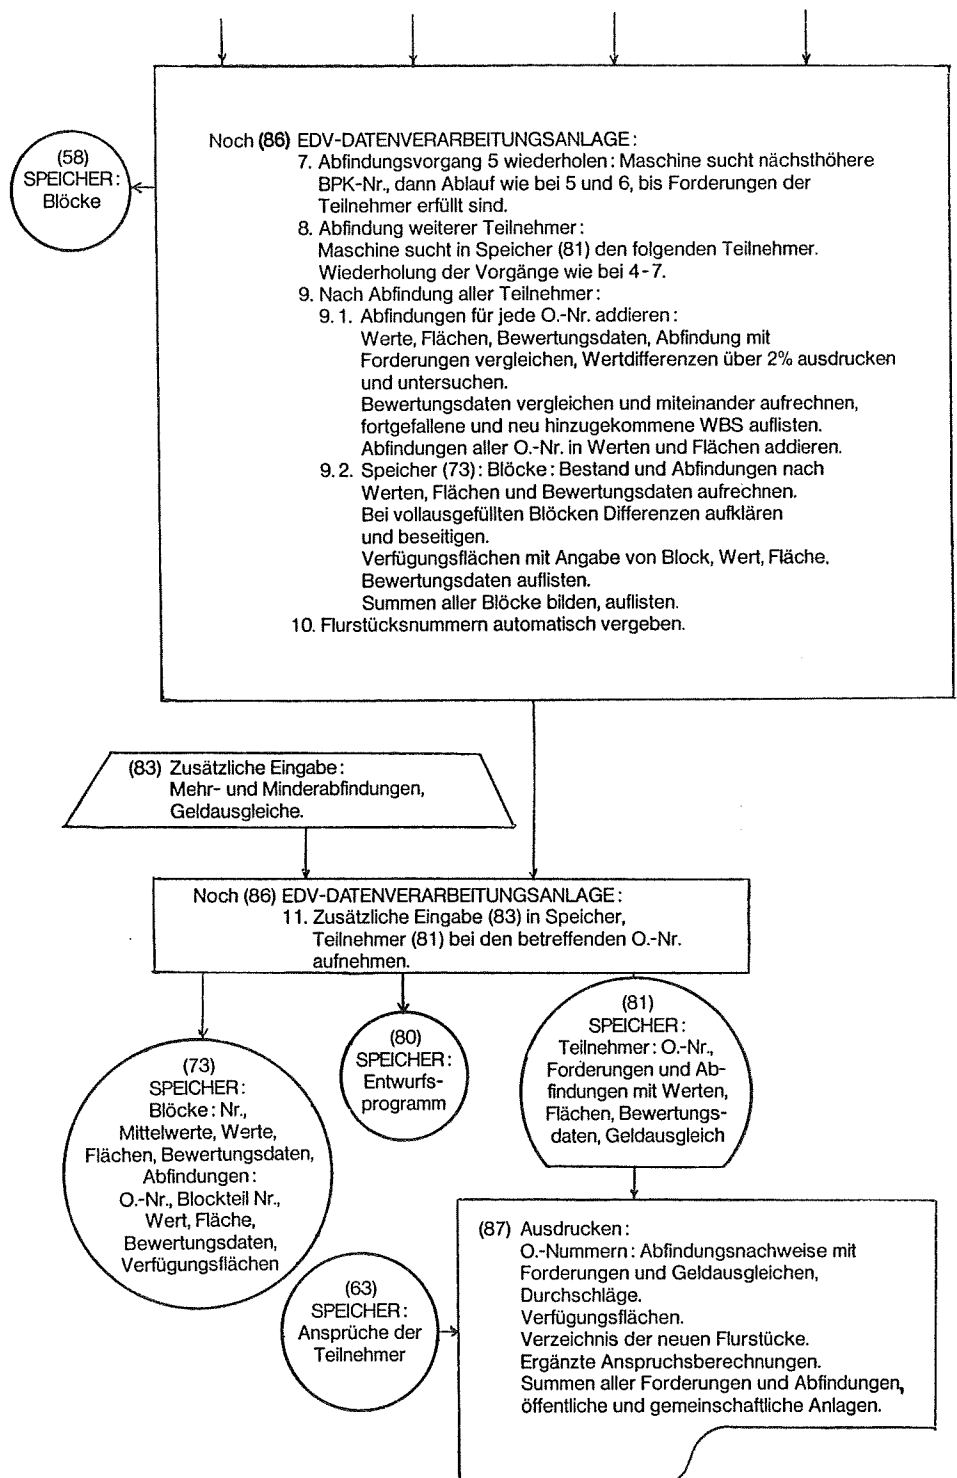 Noch (86) EDV-DATENVERARBEITUNGSANLAGE:
7. Abfindungsvorgang 5 wiederholen: Maschine sucht nächsthöhere
BPK-Nr., dann Ablauf wie bei 5 und 6, bis Forderungen der
Teilnehmer erfüllt sind.
8. Abfindung weiterer Teilnehmer:
Maschine sucht in Speicher (81) den folgenden Teilnehmer.
Wiederholung der Vorgänge wie bei 4-7.
9. Nach Abfindung aller Teilnehmer:
9.1. Abfindungen für jede O.-Nr. addieren:
Werte, Flächen, Bewertungsdaten, Abfindung mit
Forderungen vergleichen, Wertdifferenzen über 2% ausdrucken
und untersuchen.
Bewertungsdaten vergleichen und miteinander aufrechnen,
fortgefallene und neu hinzugekommene WBS auflisten.
Abfindungen aller O.-Nr. in Werten und Flächen addieren.
9.2. Speicher (73): Blöcke: Bestand und Abfindungen nach
Werten, Flächen und Bewertungsdaten aufrechnen.
Bei vollausgefüllten Blöcken Differenzen aufklären
und beseitigen.
Verfügungsflächen mit Angabe von Block, Wert, Fläche,
Bewertungsdaten auflisten.
Summen aller Blöcke bilden, auflisten.
10. Flurstücksnummern automatisch vergeben.
(58)
SPEICHER:
Blöcke
(83) Zusätzliche Eingabe:
Mehr- und Minderabfindungen,
Geldausgleiche.
Noch (86) EDV-DATENVERARBEITUNGSANLAGE:
11. Zusätzliche Eingabe (83) in Speicher,
Teilnehmer (81) bei den betreffenden O.-Nr.
aufnehmen.
(73)
SPEICHER:
Blöcke: Nr.,
Mittelwerte, Werte,
Flächen, Bewertungsdaten,
Abfindungen:
O.-Nr., Blockteil Nr.,
Wert, Fläche,
Bewertungsdaten,
Verfügungsflächen
(80)
SPEICHER:
Entwurfs-
programm
(81)
SPEICHER:
Teilnehmer: O.-Nr.,
Forderungen und Ab-
findungen mit Werten,
Flächen, Bewertungs-
daten, Geldausgleich
(63)
SPEICHER:
Ansprüche der
Teilnehmer
(87) Ausdrucken:
O.-Nummern: Abfindungsnachweise mit
Forderungen und Geldausgleichen,
Durchschläge.
Verfügungsflächen.
Verzeichnis der neuen Flurstücke.
Ergänzte Anspruchsberechnungen.
Summen aller Forderungen und Abfindungen,
öffentliche und gemeinschaftliche Anlagen.